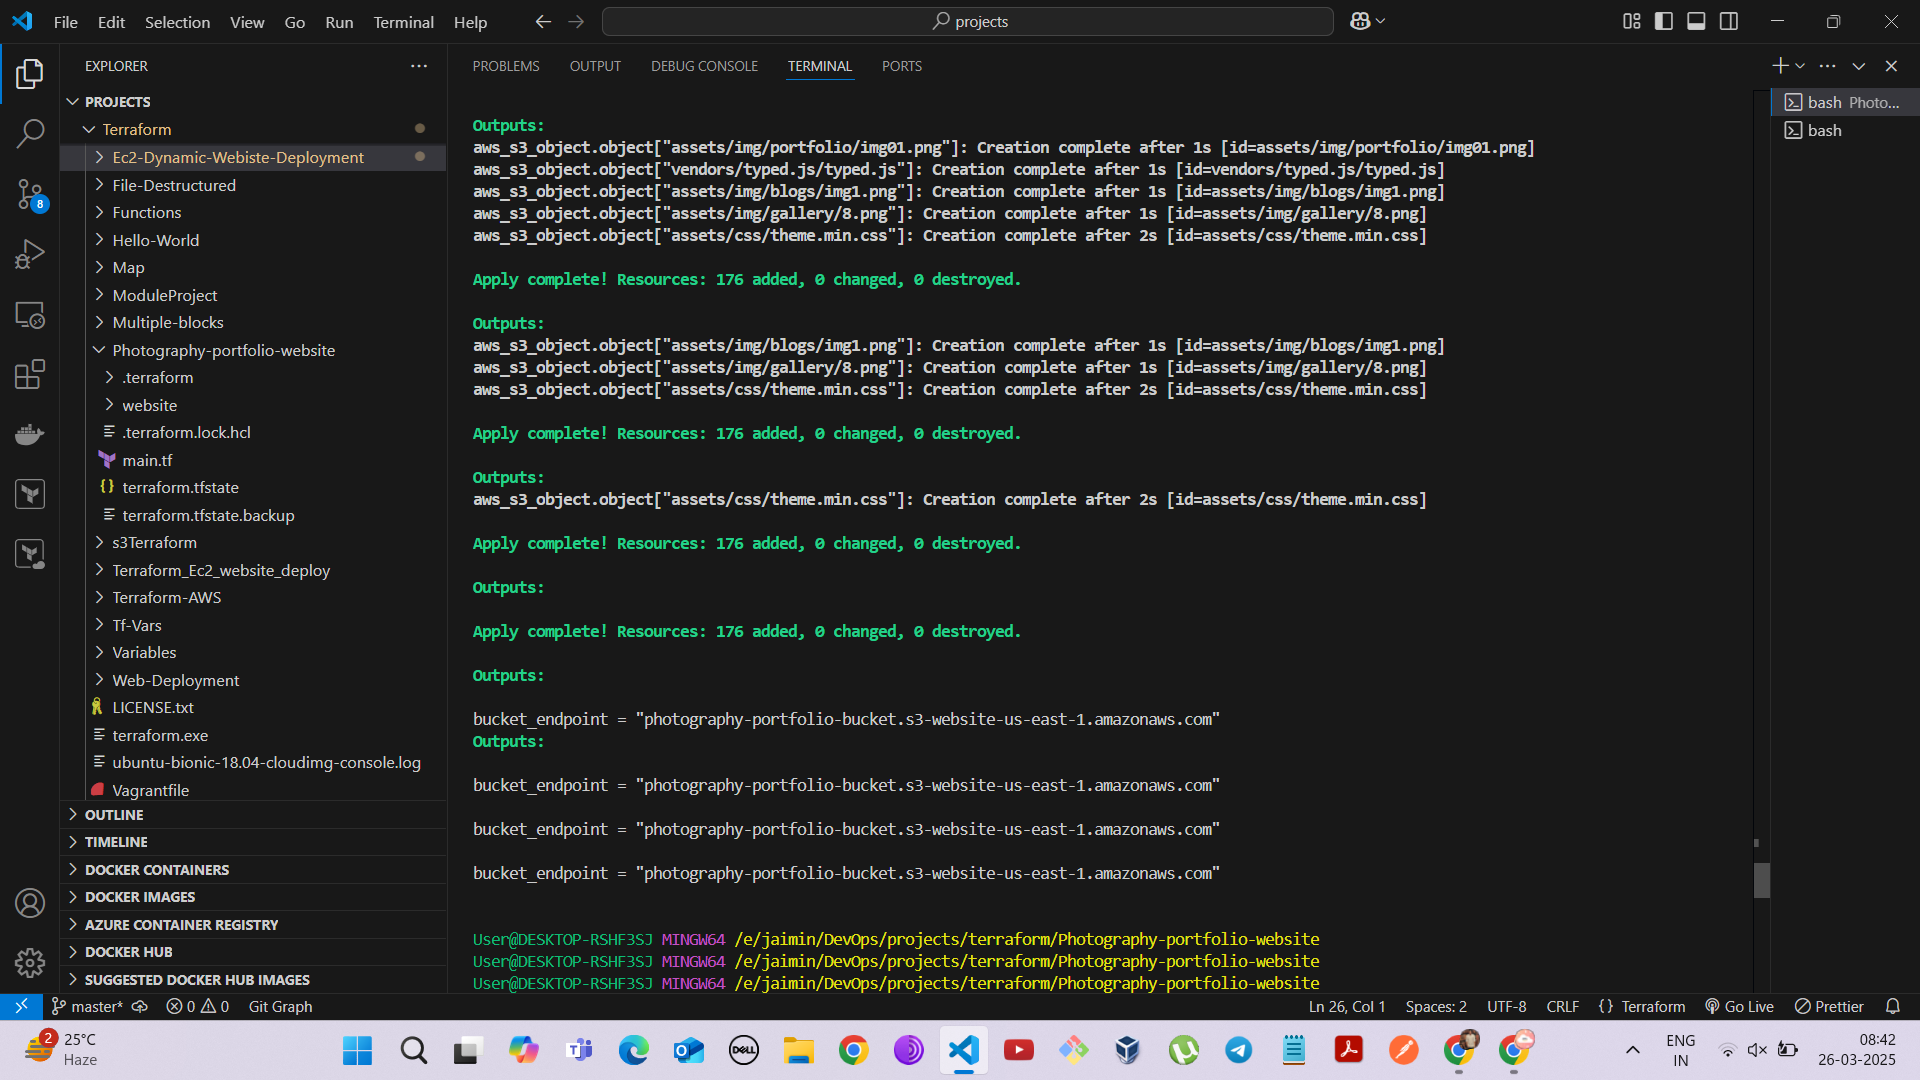 File Edit Selection View Go Run Terminal Help
projects
EXPLORER
PROJECTS
Terraform
Ec2-Dynamic-Webiste-Deployment
File-Destructured
Functions
Hello-World
Map
ModuleProject
Multiple-blocks
Photography-portfolio-website
.terraform
website
.terraform.lock.hcl
main.tf
terraform.tfstate
terraform.tfstate.backup
s3Terraform
Terraform_Ec2_website_deploy
Terraform-AWS
Tf-Vars
Variables
Web-Deployment
LICENSE.txt
terraform.exe
ubuntu-bionic-18.04-cloudimg-console.log
Vagrantfile
OUTLINE
TIMELINE
DOCKER CONTAINERS
DOCKER IMAGES
AZURE CONTAINER REGISTRY
DOCKER HUB
SUGGESTED DOCKER HUB IMAGES
8
PROBLEMS OUTPUT DEBUG CONSOLE TERMINAL PORTS
Outputs:
aws_s3_object.object["assets/img/portfolio/img01.png"]: Creation complete after 1s [id=assets/img/portfolio/img01.png]
aws_s3_object.object["vendors/typed.js/typed.js"]: Creation complete after 1s [id=vendors/typed.js/typed.js]
aws_s3_object.object["assets/img/blogs/img1.png"]: Creation complete after 1s [id=assets/img/blogs/img1.png]
aws_s3_object.object["assets/img/gallery/8.png"]: Creation complete after 1s [id=assets/img/gallery/8.png]
aws_s3_object.object["assets/css/theme.min.css"]: Creation complete after 2s [id=assets/css/theme.min.css]
Apply complete! Resources: 176 added, 0 changed, 0 destroyed.
Outputs:
aws_s3_object.object["assets/img/blogs/img1.png"]: Creation complete after 1s [id=assets/img/blogs/img1.png]
aws_s3_object.object["assets/img/gallery/8.png"]: Creation complete after 1s [id=assets/img/gallery/8.png]
aws_s3_object.object["assets/css/theme.min.css"]: Creation complete after 2s [id=assets/css/theme.min.css]
Apply complete! Resources: 176 added, 0 changed, 0 destroyed.
Outputs:
aws_s3_object.object["assets/css/theme.min.css"]: Creation complete after 2s [id=assets/css/theme.min.css]
Apply complete! Resources: 176 added, 0 changed, 0 destroyed.
Outputs:
Apply complete! Resources: 176 added, 0 changed, 0 destroyed.
Outputs:
bucket_endpoint = "photography-portfolio-bucket.s3-website-us-east-1.amazonaws.com"
Outputs:
bucket_endpoint = "photography-portfolio-bucket.s3-website-us-east-1.amazonaws.com"
bucket_endpoint = "photography-portfolio-bucket.s3-website-us-east-1.amazonaws.com"
bucket_endpoint = "photography-portfolio-bucket.s3-website-us-east-1.amazonaws.com"
User@DESKTOP-RSHF3SJ MINGW64 /e/jaimin/DevOps/projects/terraform/Photography-portfolio-website
User@DESKTOP-RSHF3SJ MINGW64 /e/jaimin/DevOps/projects/terraform/Photography-portfolio-website
User@DESKTOP-RSHF3SJ MINGW64 /e/jaimin/DevOps/projects/terraform/Photography-portfolio-website
bash Photo...
bash
master* 0 0 Git Graph
Ln 26, Col 1 Spaces: 2 UTF-8 CRLF {} Terraform Go Live Prettier
2
25°C
Haze
DELL
ENG
IN
08:42
26-03-2025